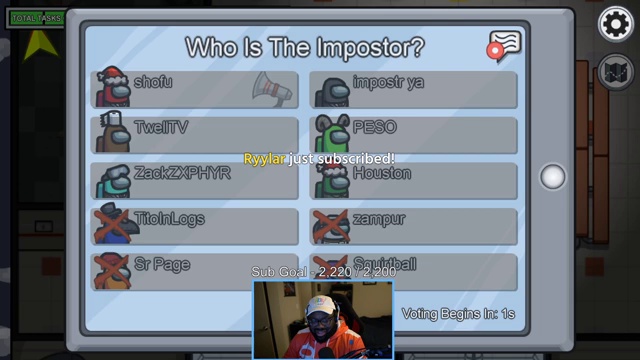 TOTAL TASKS
Who Is The Impostor?
shofu
impostr ya
TwellTV
PESO
Ryylar just subscribed!
ZackZXPHYR
Houston
TitoInLogs
zampur
Sr Page
Squirtball
Sub Goal - 2,220 / 2,200
Voting Begins In: 1s